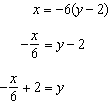 x = −6(y − 2)
−x/6 = y − 2
−x/6 + 2 = y